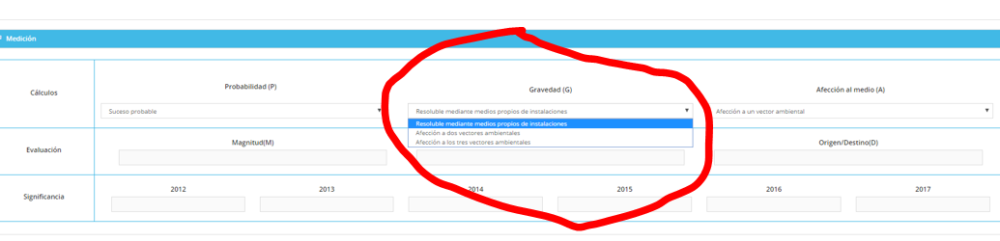 Medición
Cálculos
Probabilidad (P)
Gravedad (G)
Afección al medio (A)
Suceso probable
Resoluble mediante medios propios de instalaciones
Afección a un vector ambiental
Resoluble mediante medios propios de instalaciones
Afección a dos vectores ambientales
Afección a los tres vectores ambientales
Evaluación
Magnitud(M)
Origen/Destino(D)
Significancia
2012
2013
2014
2015
2016
2017